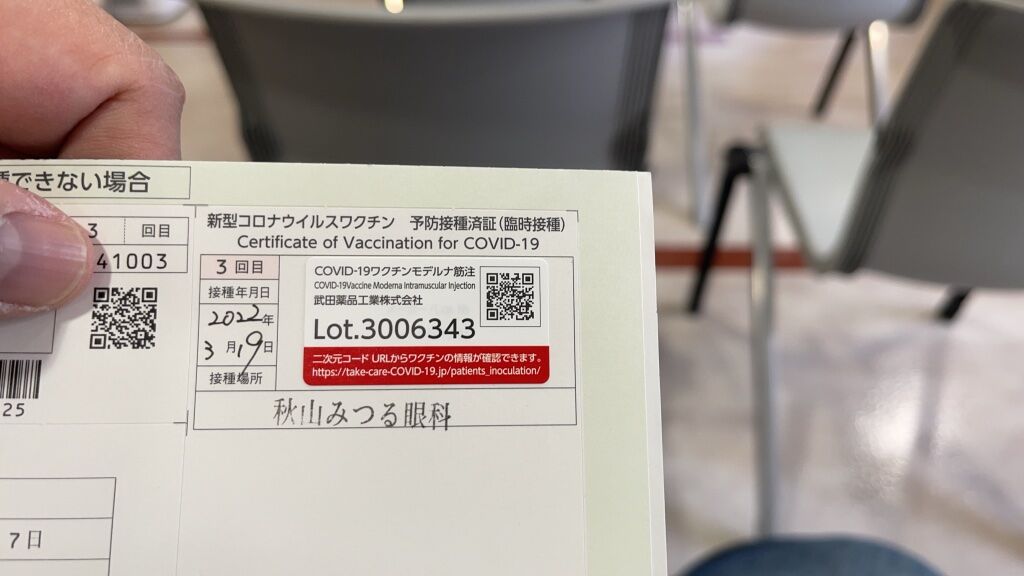 種できない場合
3 回目
41003
25
7日
新型コロナウイルスワクチン 予防接種済証(臨時接種)
Certificate of Vaccination for COVID-19
3 回目
接種年月日
2022年
3月19日
接種場所
COVID-19ワクチンモデルナ筋注
COVID-19Vaccine Moderna Intramuscular Injection
武田薬品工業株式会社
Lot.3006343
二次元コード URLからワクチンの情報が確認できます。
https://take-care-COVID-19.jp/patients_inoculation/
秋山みつる眼科